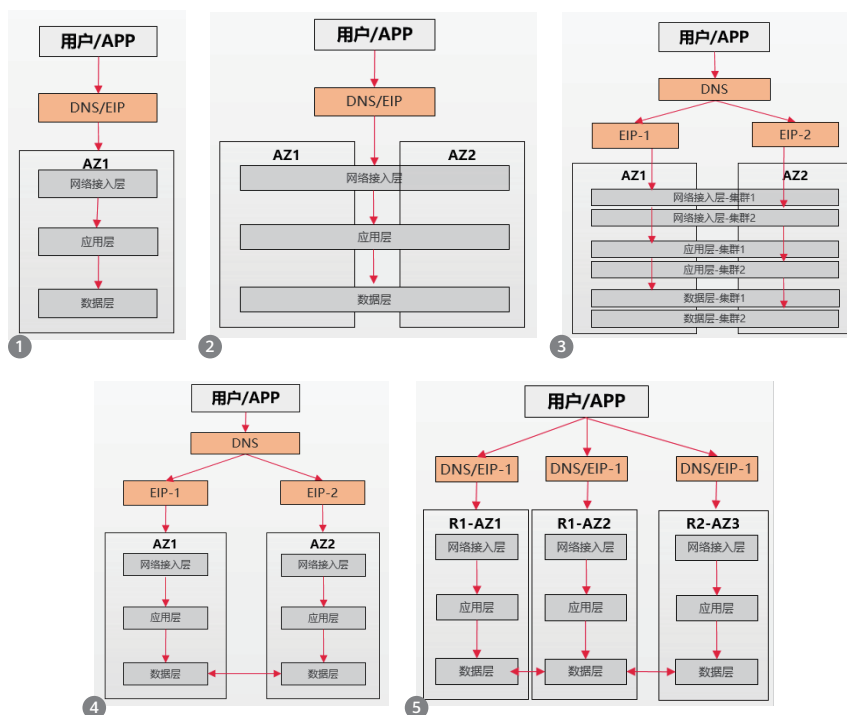 用户/APP
DNS/EIP
AZ1
网络接入层
应用层
数据层
1
用户/APP
DNS/EIP
AZ1
AZ2
网络接入层
应用层
数据层
2
用户/APP
DNS
EIP-1
EIP-2
AZ1
AZ2
网络接入层-集群1
网络接入层-集群2
应用层-集群1
应用层-集群2
数据层-集群1
数据层-集群2
3
用户/APP
DNS
EIP-1
EIP-2
AZ1
AZ2
网络接入层
网络接入层
应用层
应用层
数据层
数据层
4
用户/APP
DNS/EIP-1
DNS/EIP-1
DNS/EIP-1
R1-AZ1
R1-AZ2
R2-AZ3
网络接入层
网络接入层
网络接入层
应用层
应用层
应用层
数据层
数据层
数据层
5